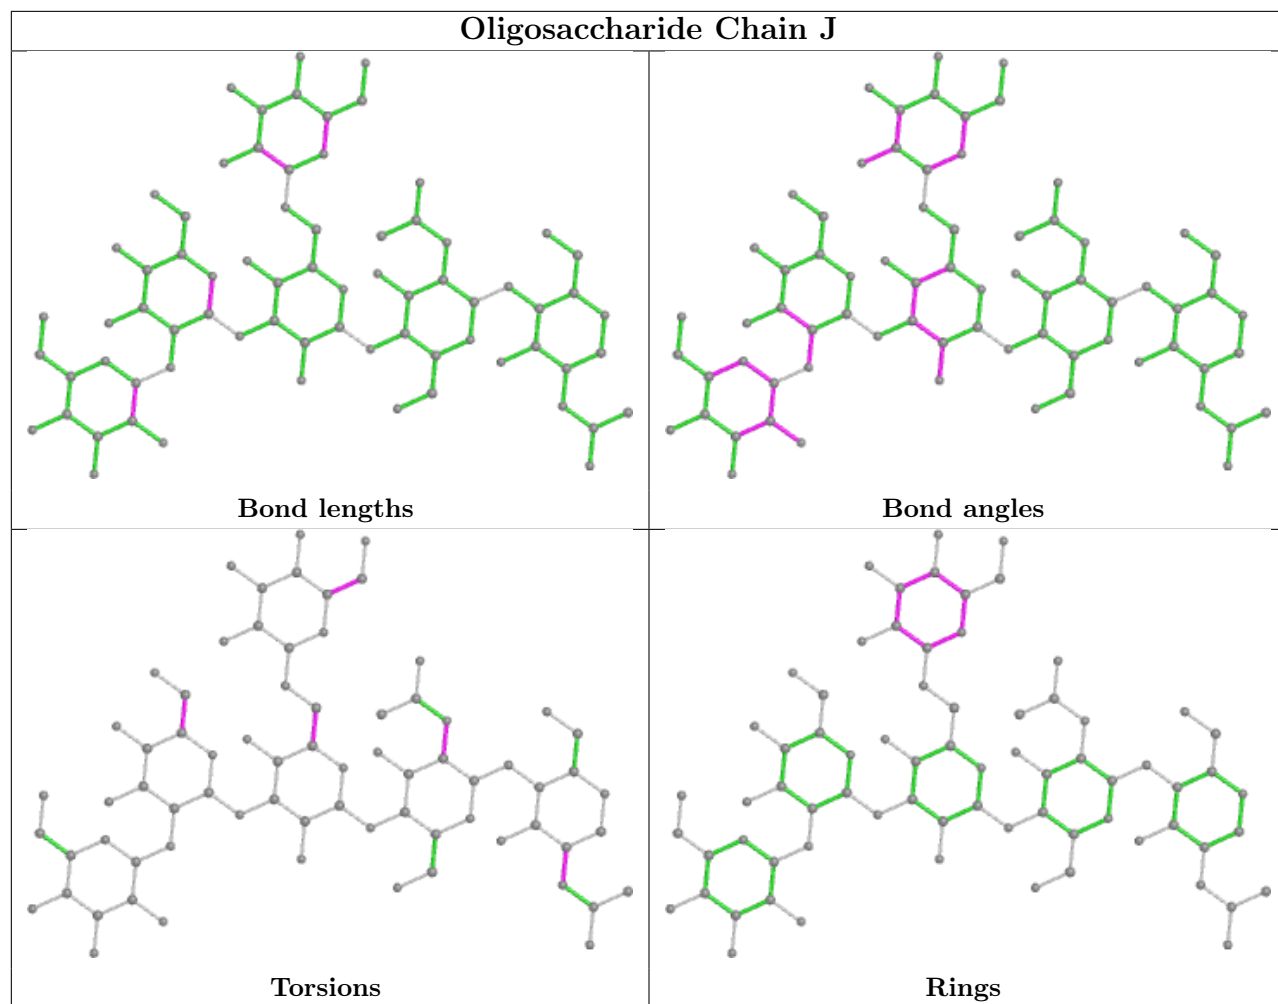 Oligosaccharide Chain J
Bond lengths
Bond angles
Torsions
Rings